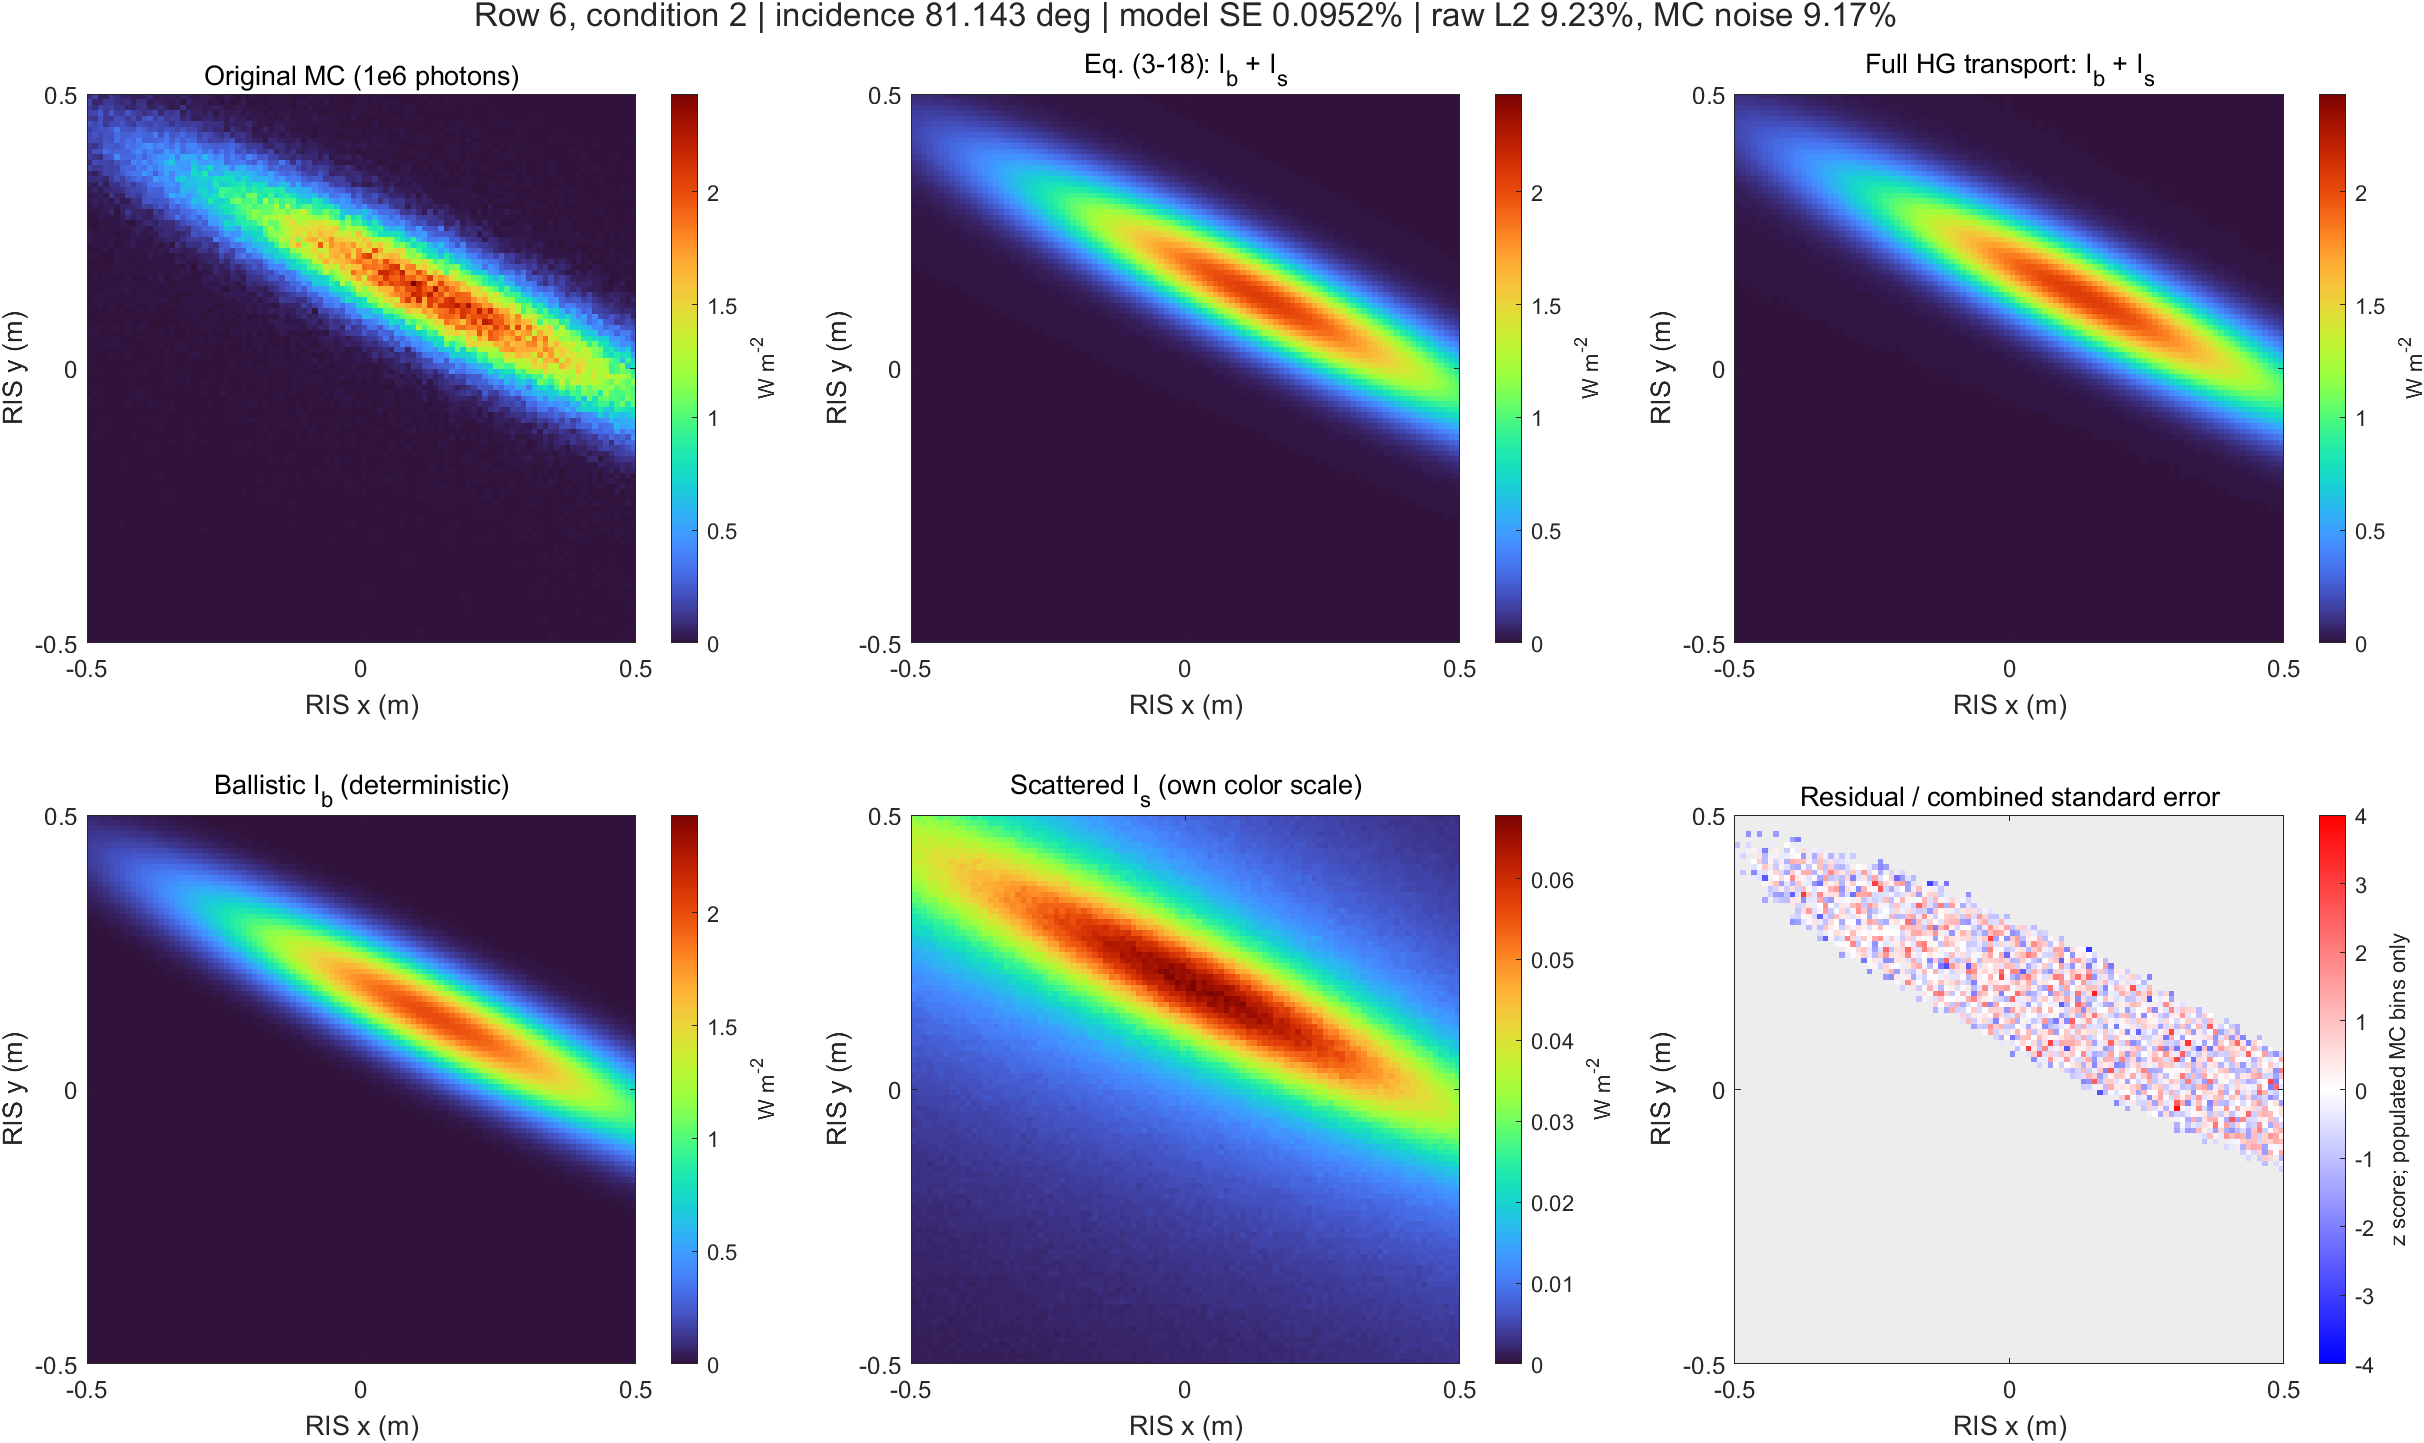 Row 6, condition 2 | incidence 81.143 deg | model SE 0.0952% | raw L2 9.23%, MC noise 9.17%
Original MC (1e6 photons)
0.5
0
-0.5
-0.5
0
0.5
RIS x (m)
RIS y (m)
2
1.5
1
0.5
0
W m-2
Eq. (3-18): Ib + Is
0.5
0
-0.5
-0.5
0
0.5
RIS x (m)
RIS y (m)
2
1.5
1
0.5
0
W m-2
Full HG transport: Ib + Is
0.5
0
-0.5
-0.5
0
0.5
RIS x (m)
RIS y (m)
2
1.5
1
0.5
0
W m-2
Ballistic Ib (deterministic)
0.5
0
-0.5
-0.5
0
0.5
RIS x (m)
RIS y (m)
2
1.5
1
0.5
0
W m-2
Scattered Is (own color scale)
0.5
0
-0.5
-0.5
0
0.5
RIS x (m)
RIS y (m)
0.06
0.05
0.04
0.03
0.02
0.01
0
W m-2
Residual / combined standard error
0.5
0
-0.5
-0.5
0
0.5
RIS x (m)
RIS y (m)
4
3
2
1
0
-1
-2
-3
-4
z score; populated MC bins only